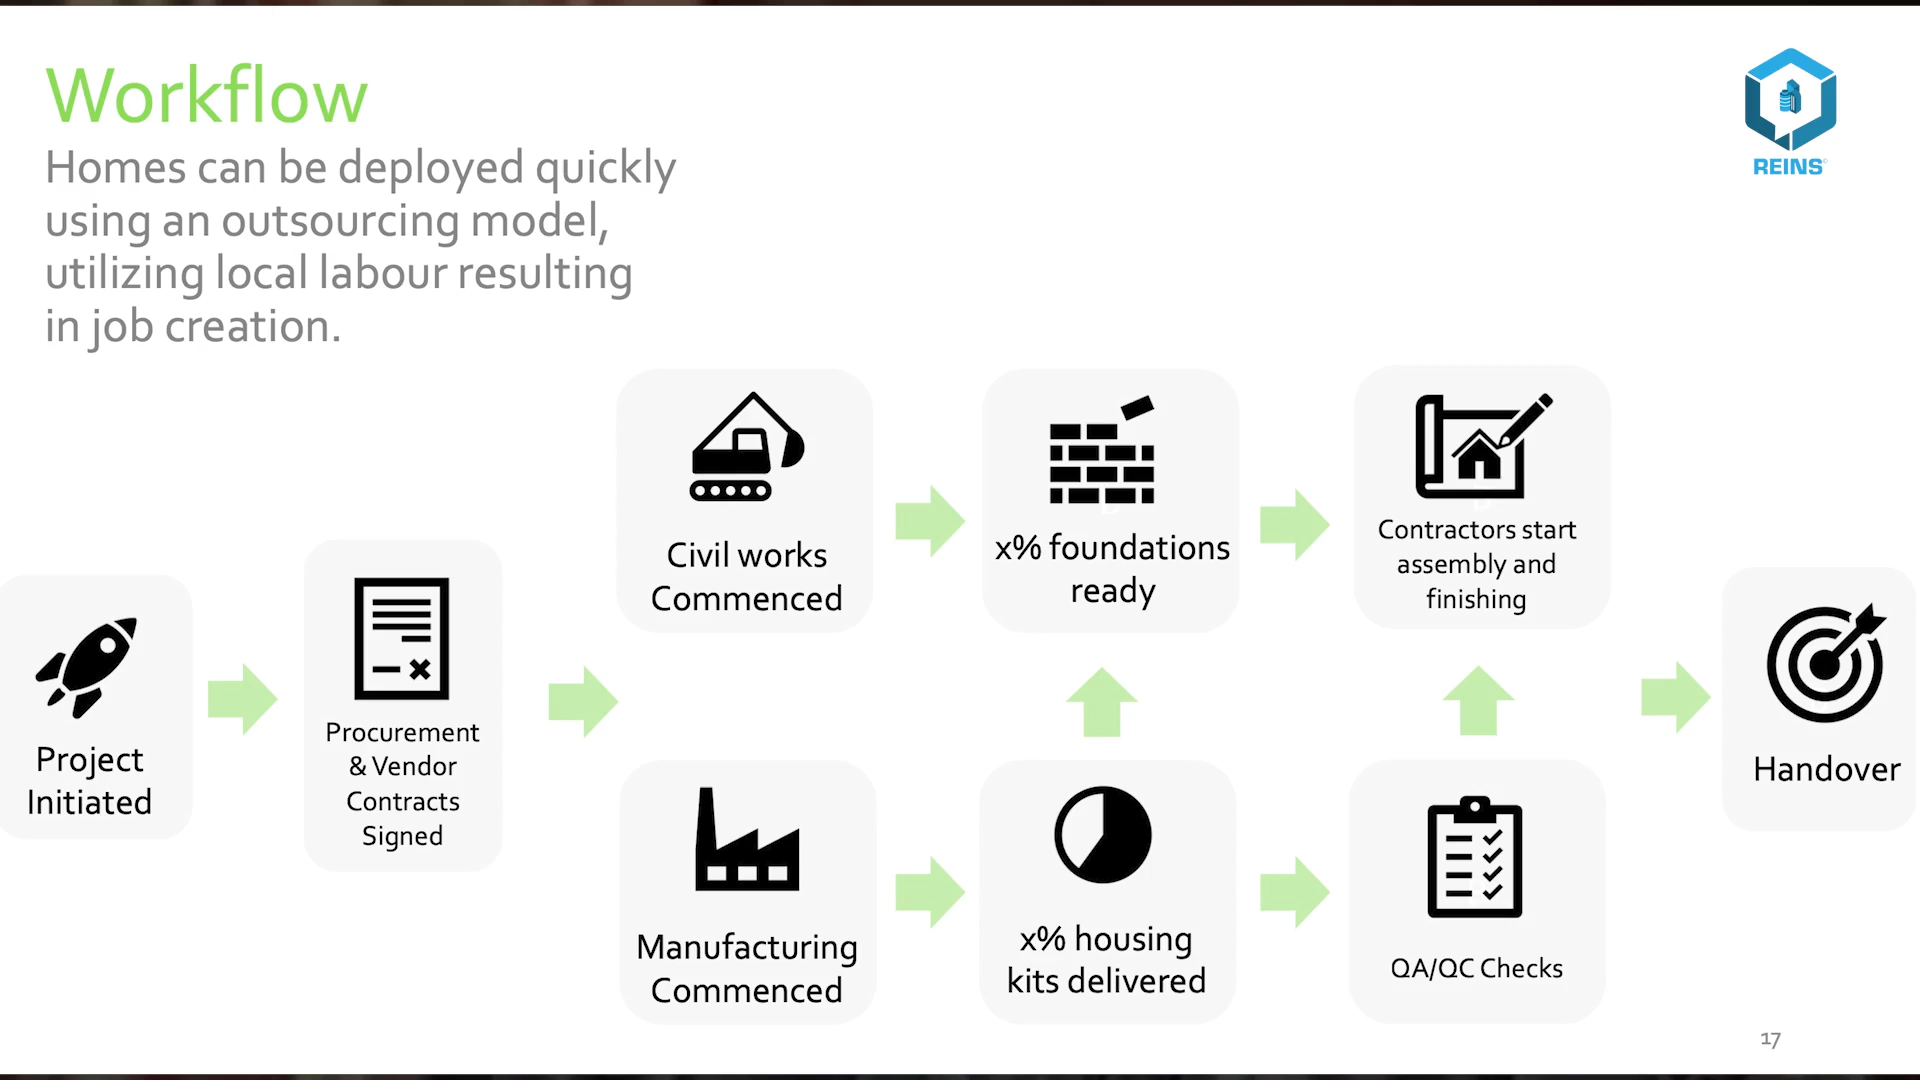 Workflow
Homes can be deployed quickly
using an outsourcing model,
utilizing local labour resulting
in job creation.
REINS
Project
Initiated
Procurement
& Vendor
Contracts
Signed
Civil works
Commenced
x% foundations
ready
Contractors start
assembly and
finishing
Manufacturing
Commenced
x% housing
kits delivered
QA/QC Checks
Handover
17